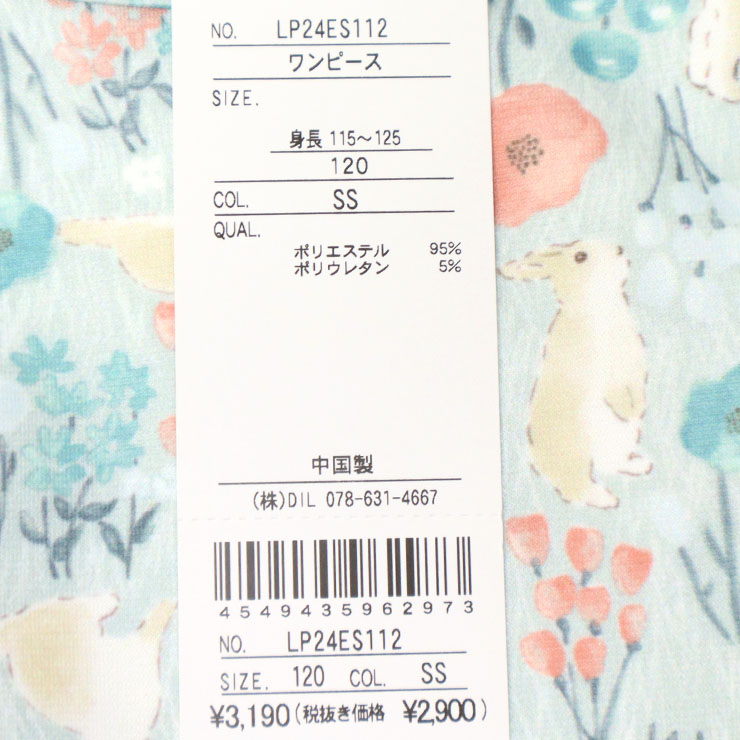 NO. LP24ES112
ワンピース
SIZE.
身長 115～125
120
COL. SS
QUAL.
ポリエステル 95%
ポリウレタン 5%
中国製
(株)DIL 078-631-4667
4549435962973
NO. LP24ES112
SIZE. 120 COL. SS
¥3,190(税抜き価格 ¥2,900)